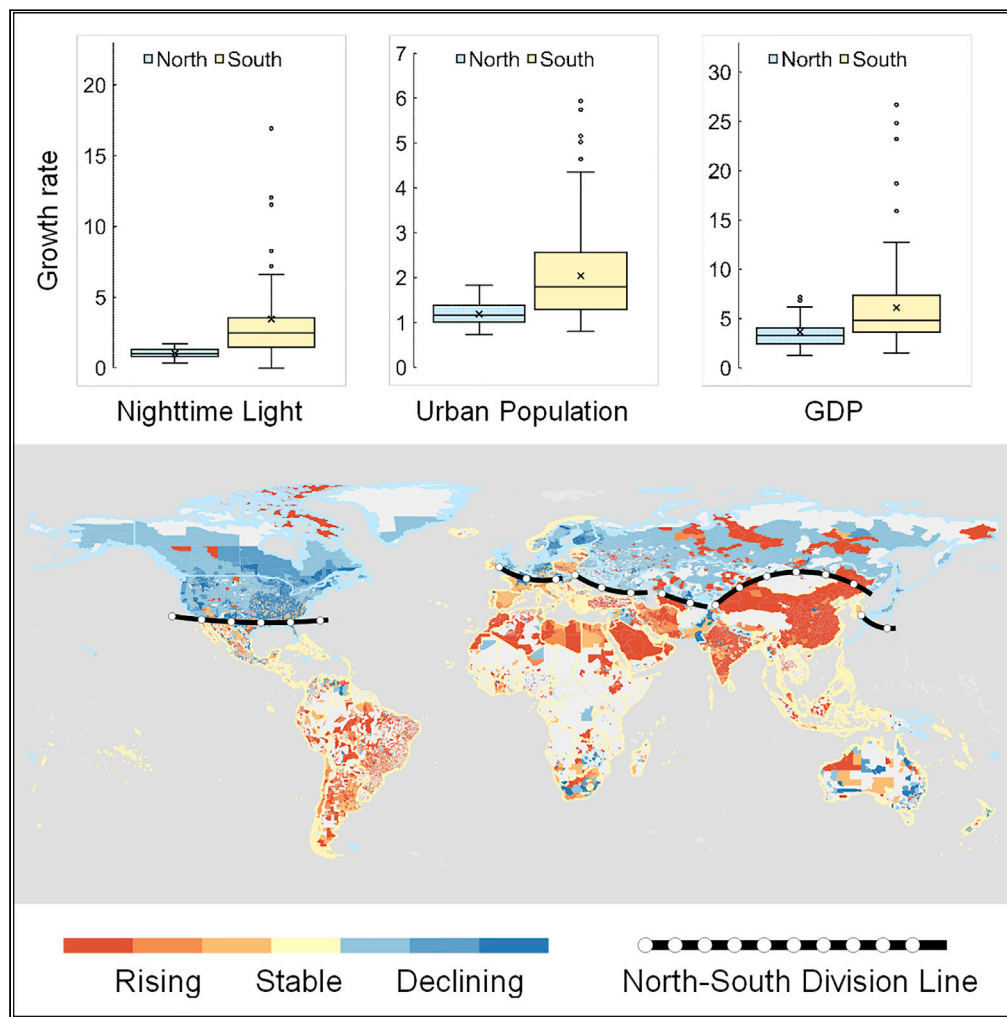 North South
North South
North South
20
15
10
5
0
7
6
5
4
3
2
1
0
30
25
20
15
10
5
0
Growth rate
Nighttime Light
Urban Population
GDP
Rising Stable Declining
North-South Division Line